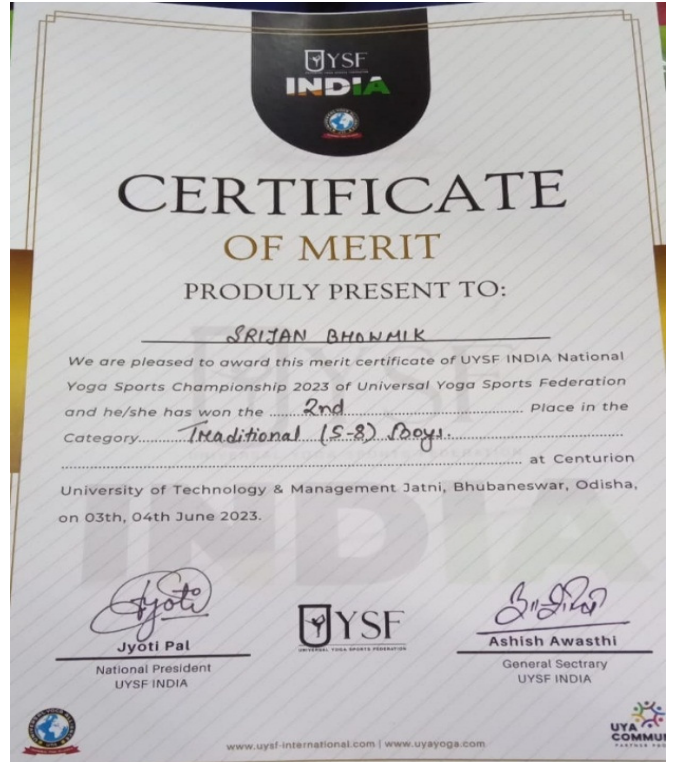 UYSF
INDIA
CERTIFICATE
OF MERIT
PRODULY PRESENT TO:
SRIJAN BHOWMIK
We are pleased to award this merit certificate of UYSF INDIA National
Yoga Sports Championship 2023 of Universal Yoga Sports Federation
and he/she has won the ........2nd........ Place in the
Category........Traditional (5-8) Boys.........
........ at Centurion
University of Technology & Management Jatni, Bhubaneswar, Odisha,
on 03th, 04th June 2023.
Jyoti
Jyoti Pal
National President
UYSF INDIA
UYSF
UNIVERSAL YOGA SPORTS FEDERATION
Ashish Awasthi
General Sectrary
UYSF INDIA
www.uysf-international.com | www.uyayoga.com
UYA
COMMUN